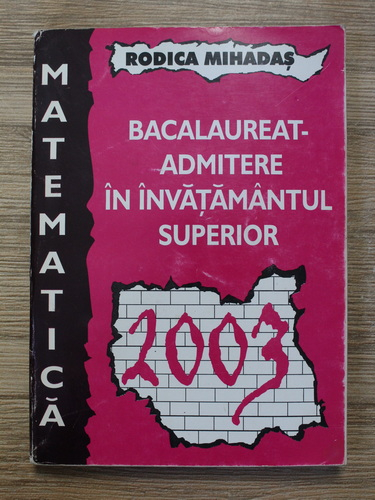 RODICA MIHADAȘ
MATEMATICĂ
BACALAUREAT-
ADMITERE
ÎN ÎNVĂȚĂMÂNTUL
SUPERIOR
2003